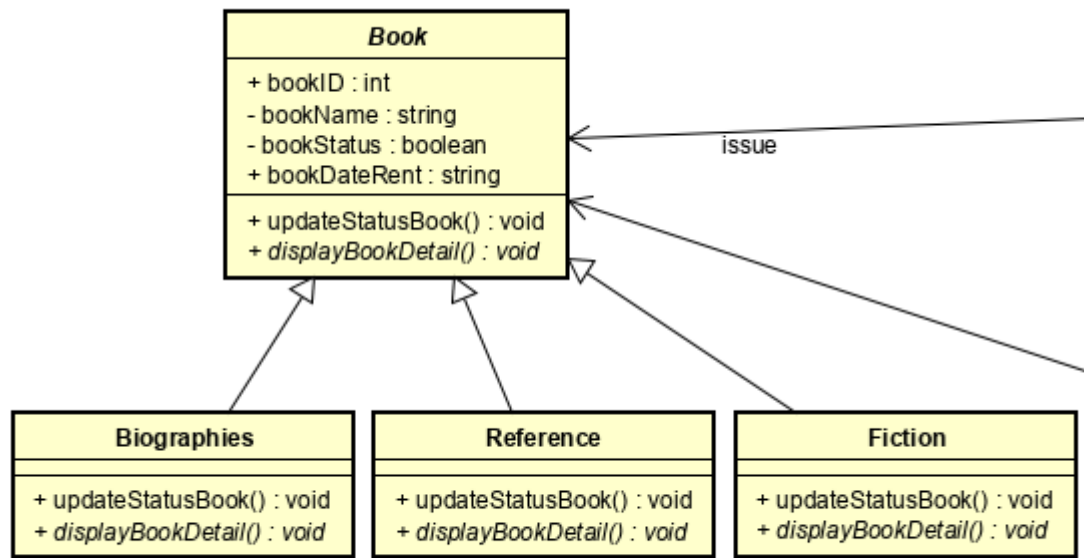 Book
+ bookID : int
- bookName : string
- bookStatus : boolean
+ bookDateRent : string
+ updateStatusBook() : void
+ displayBookDetail() : void
issue
Biographies
+ updateStatusBook() : void
+ displayBookDetail() : void
Reference
+ updateStatusBook() : void
+ displayBookDetail() : void
Fiction
+ updateStatusBook() : void
+ displayBookDetail() : void